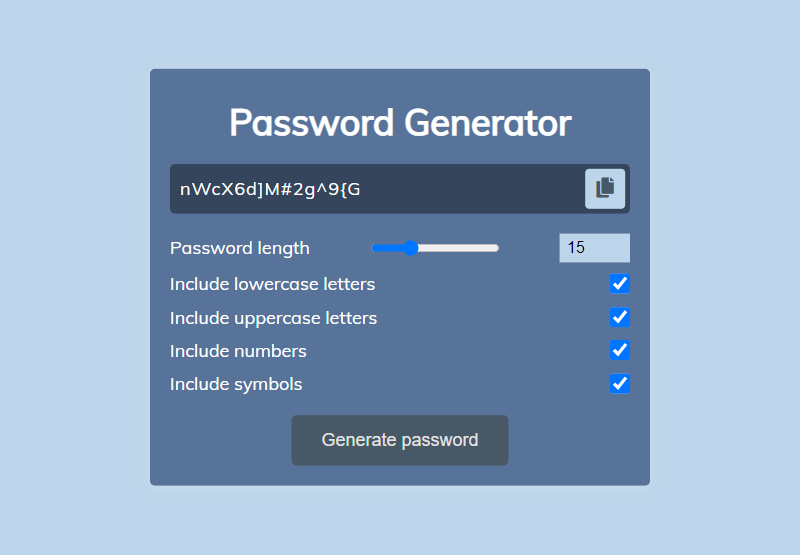 Password Generator
nWcX6d]M#2g^9{G
Password length 15
Include lowercase letters
Include uppercase letters
Include numbers
Include symbols
Generate password